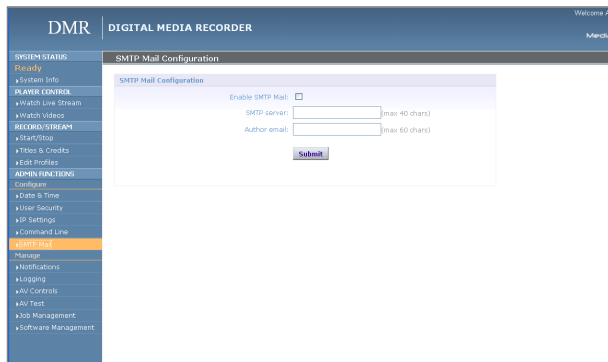 Welcome A
DMR DIGITAL MEDIA RECORDER
Media
SYSTEM STATUS
Ready
System Info
PLAYER CONTROL
Watch Live Stream
Watch Videos
RECORD/STREAM
Start/Stop
Titles & Credits
Edit Profiles
ADMIN FUNCTIONS
Configure
Date & Time
User Security
IP Settings
Command Line
SMTP Mail
Manage
Notifications
Logging
AV Controls
AV Test
Job Management
Software Management
SMTP Mail Configuration
SMTP Mail Configuration
Enable SMTP Mail:
SMTP server: (max 40 chars)
Author email: (max 60 chars)
Submit